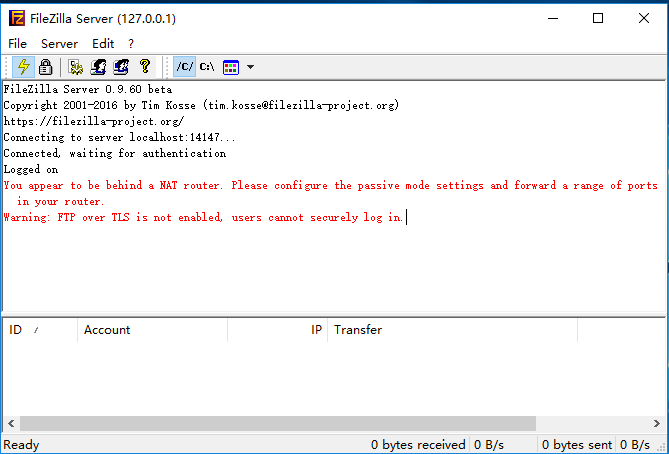 FileZilla Server (127.0.0.1)
File Server Edit ?
/C/ C:\
FileZilla Server 0.9.60 beta
Copyright 2001-2016 by Tim Kosse (tim.kosse@filezilla-project.org)
https://filezilla-project.org/
Connecting to server localhost:14147...
Connected, waiting for authentication
Logged on
You appear to be behind a NAT router. Please configure the passive mode settings and forward a range of ports
in your router.
Warning: FTP over TLS is not enabled, users cannot securely log in.
ID / Account IP Transfer
Ready 0 bytes received 0 B/s 0 bytes sent 0 B/s